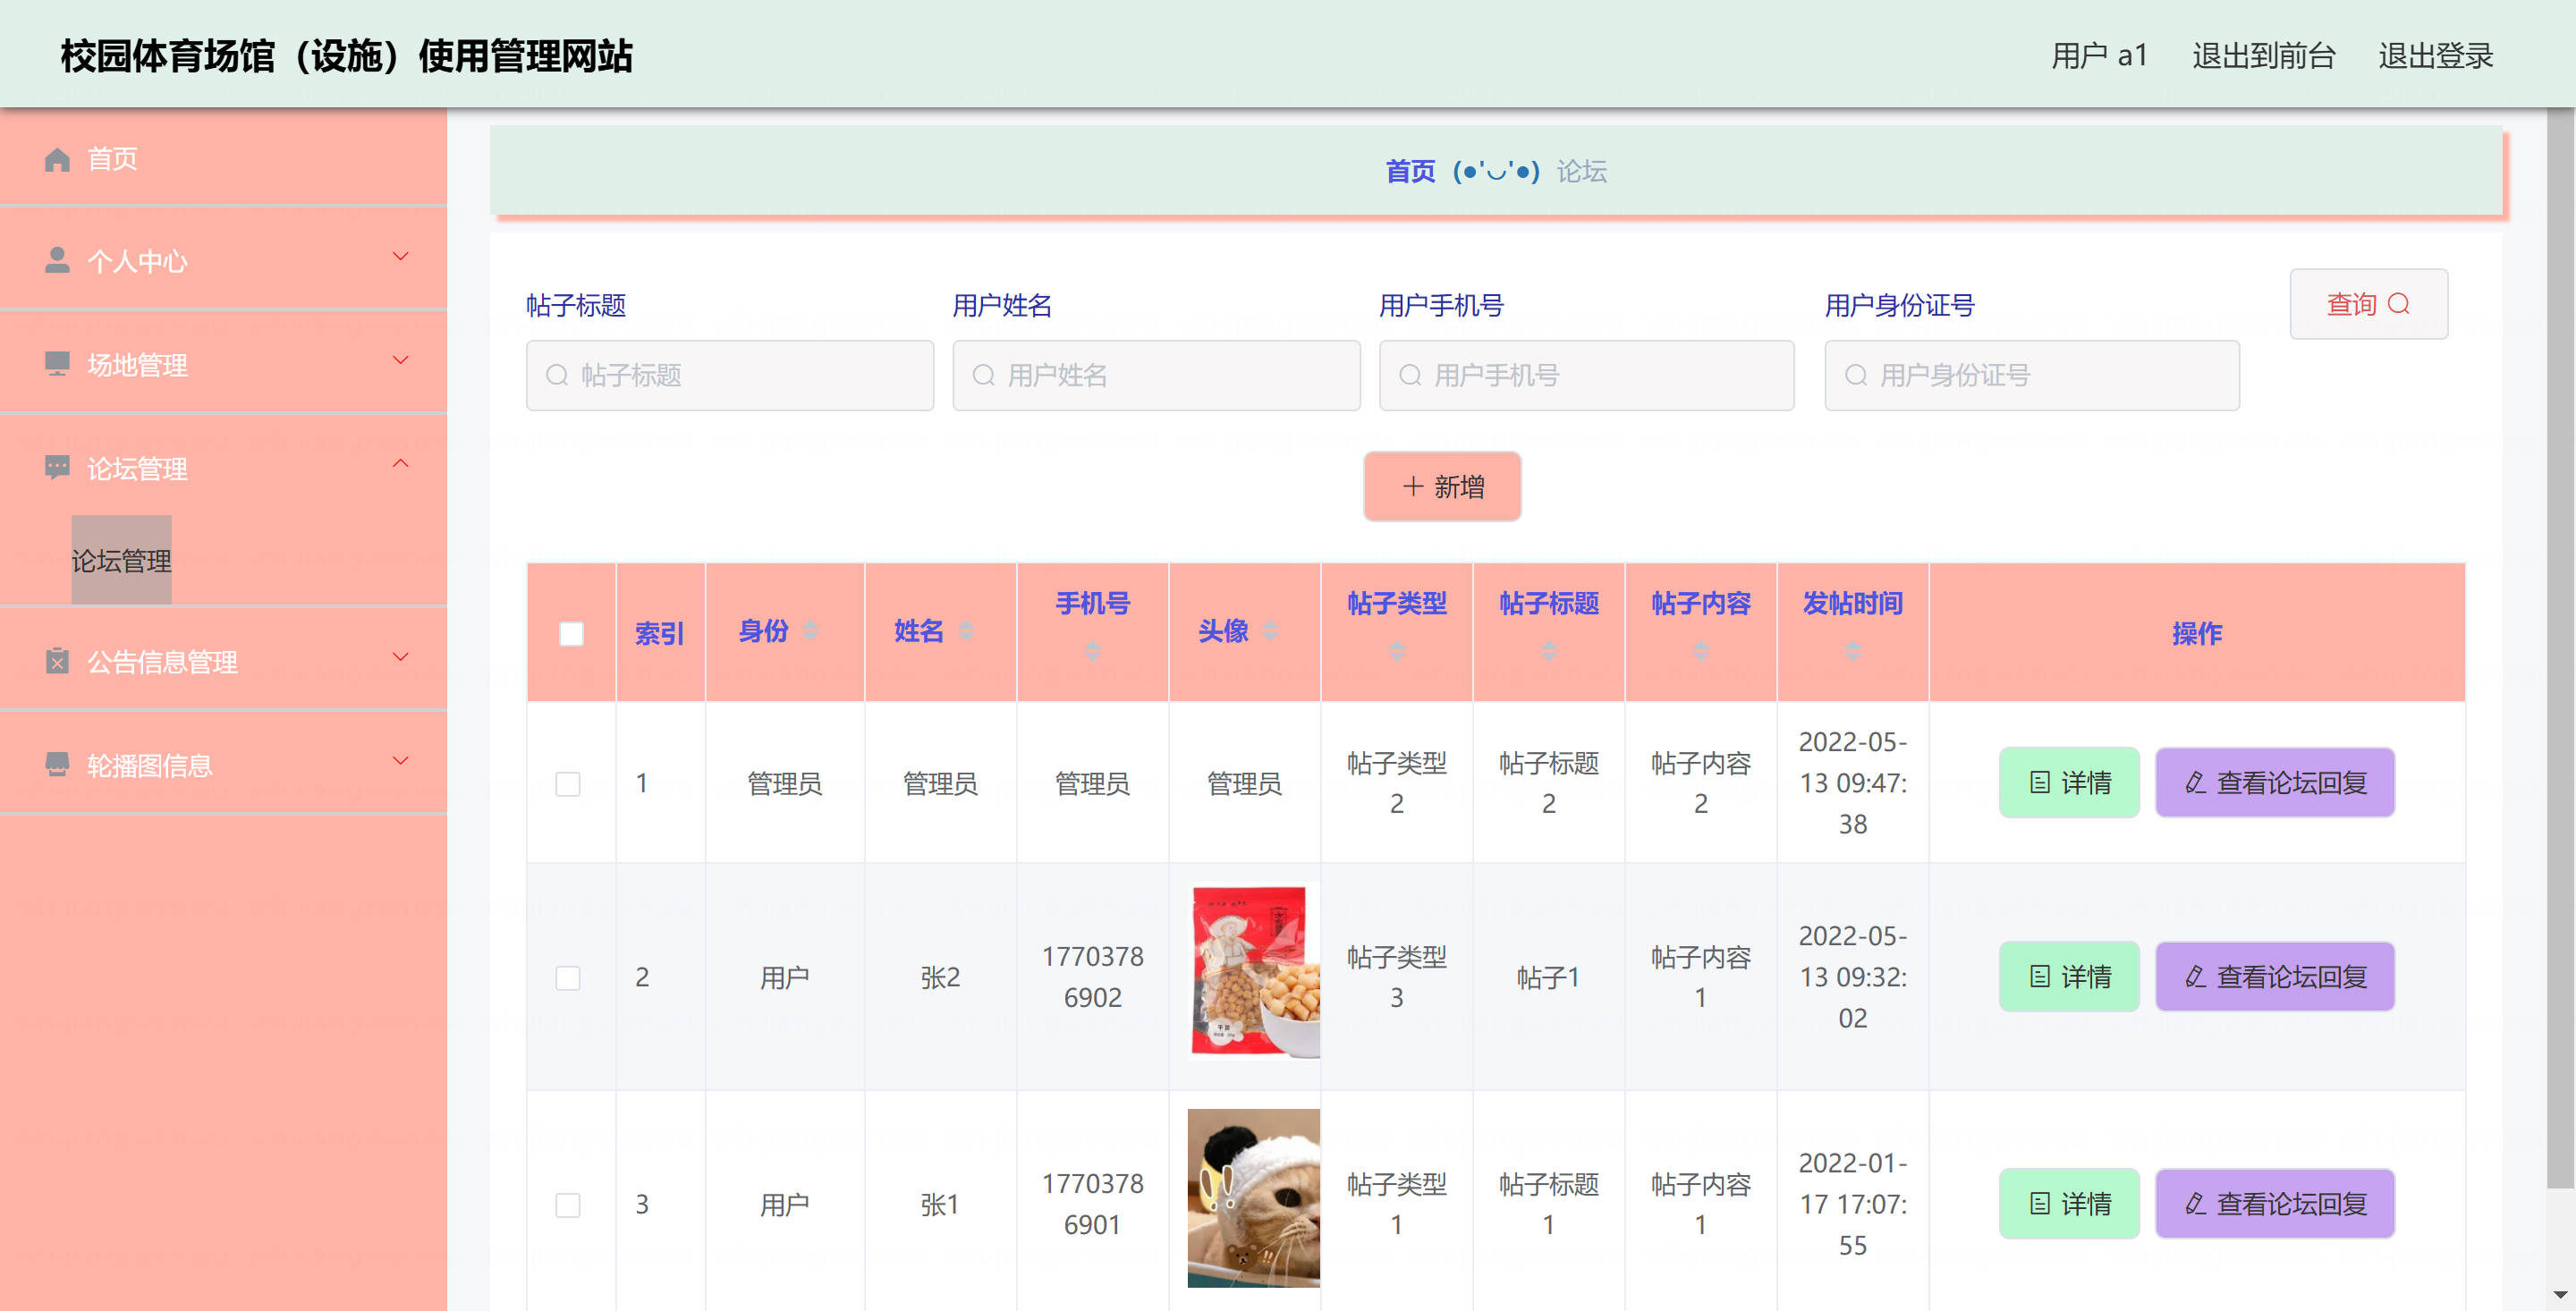 校园体育场馆（设施）使用管理网站
用户 a1 退出到前台 退出登录
首页
个人中心
场地管理
论坛管理
论坛管理
公告信息管理
轮播图信息
首页 (●'◡'●) 论坛
帖子标题 用户姓名 用户手机号 用户身份证号 查询
帖子标题 用户姓名 用户手机号 用户身份证号
新增
索引 身份 姓名 手机号 头像 帖子类型 帖子标题 帖子内容 发帖时间 操作
1 管理员 管理员 管理员 管理员 帖子类型 帖子标题 帖子内容 2022-05-
2 2 2 13 09:47:
38
详情 查看论坛回复
2 用户 张2 1770378 帖子类型 帖子1 帖子内容 2022-05-
6902 3 1 13 09:32:
02
详情 查看论坛回复
3 用户 张1 1770378 帖子类型 帖子标题 帖子内容 2022-01-
6901 1 1 1 17 17:07:
55
详情 查看论坛回复